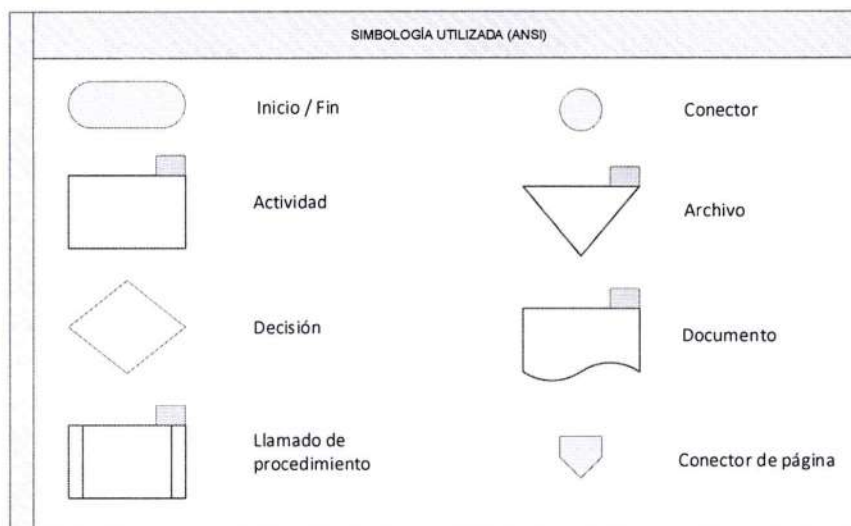 SIMBOLOGÍA UTILIZADA (ANSI)
Inicio / Fin
Conector
Actividad
Archivo
Decisión
Documento
Llamado de
procedimiento
Conector de página